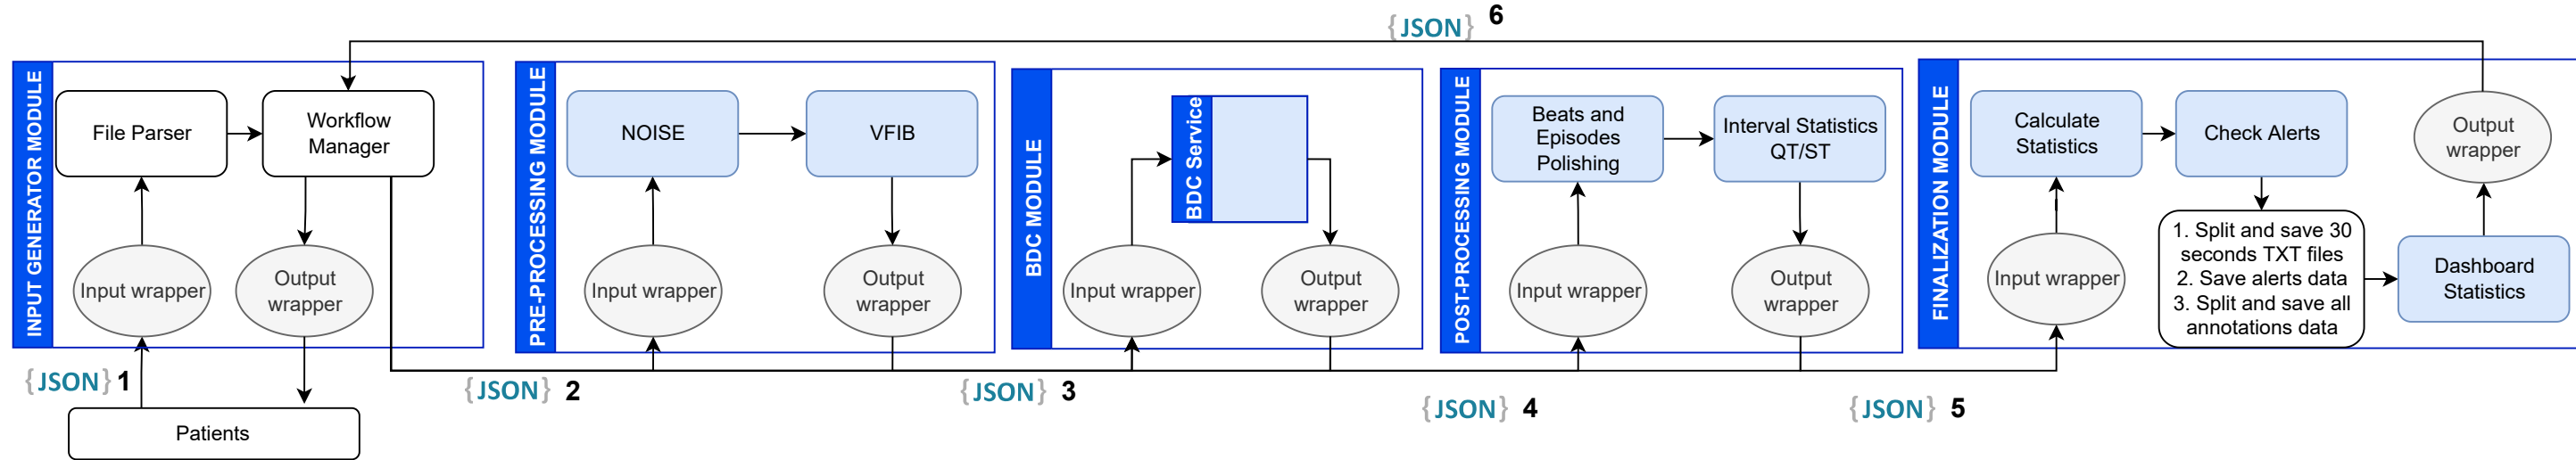 {JSON} 6
INPUT GENERATOR MODULE
File Parser
Workflow
Manager
Input wrapper
Output
wrapper
{JSON} 1
Patients
{JSON} 2
PRE-PROCESSING MODULE
NOISE
VFIB
Input wrapper
Output
wrapper
{JSON} 3
BDC MODULE
BDC Service
Input wrapper
Output
wrapper
{JSON} 4
POST-PROCESSING MODULE
Beats and
Episodes
Polishing
Interval Statistics
QT/ST
Input wrapper
Output
wrapper
{JSON} 5
FINALIZATION MODULE
Calculate
Statistics
Check Alerts
Output
wrapper
Input wrapper
1. Split and save 30
seconds TXT files
2. Save alerts data
3. Split and save all
annotations data
Dashboard
Statistics